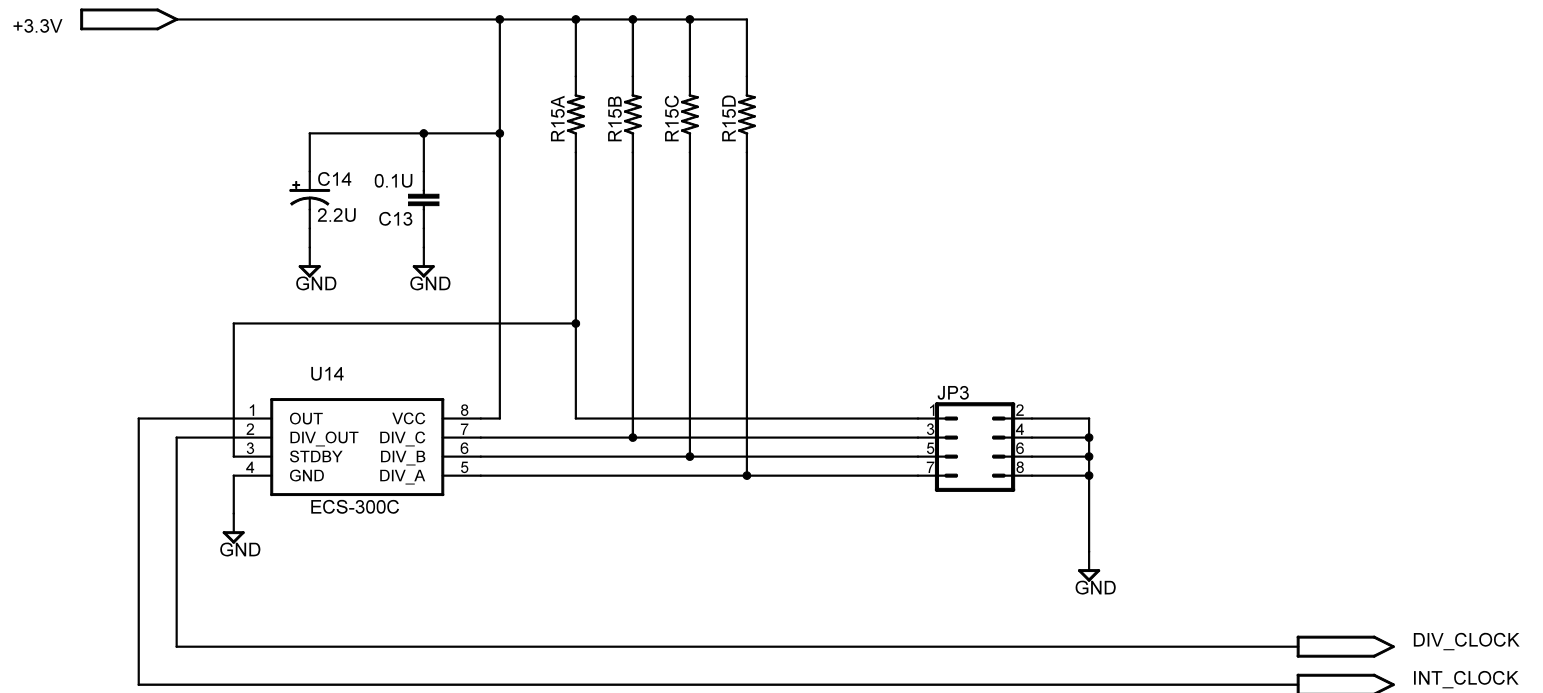 +3.3V
R15A
R15B
R15C
R15D
+ C14
2.2U
0.1U
C13
GND
GND
U14
1 OUT VCC 8
2 DIV_OUT DIV_C 7
3 STDBY DIV_B 6
4 GND DIV_A 5
ECS-300C
GND
JP3
1 2
3 4
5 6
7 8
GND
DIV_CLOCK
INT_CLOCK